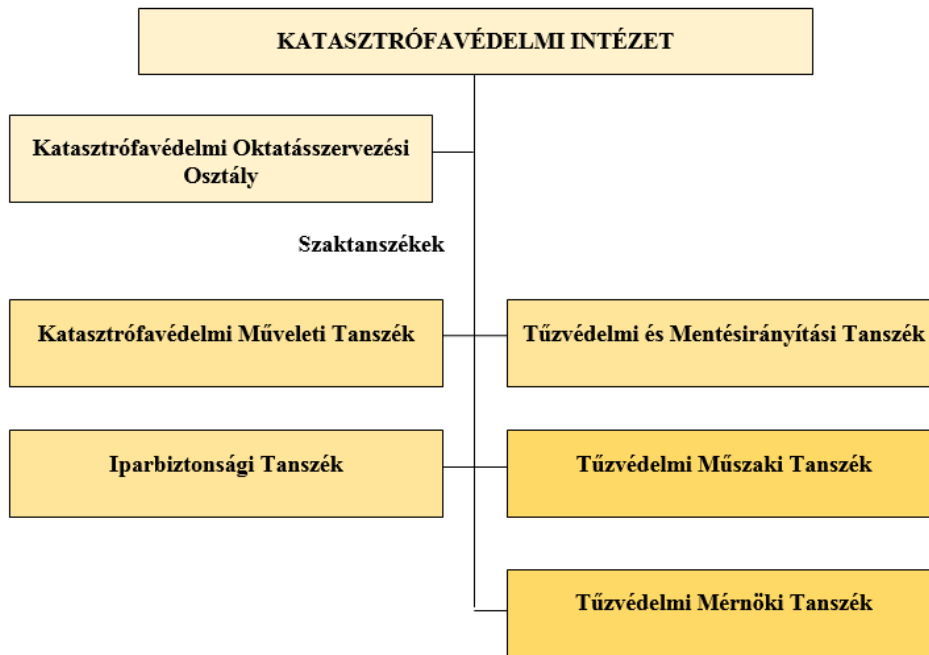 KATASZTRÓFAVÉDELMI INTÉZET
Katasztrófavédelmi Oktatásszervezési
Osztály
Szaktanszékek
Katasztrófavédelmi Műveleti Tanszék
Tűzvédelmi és Mentésirányítási Tanszék
Iparbiztonsági Tanszék
Tűzvédelmi Műszaki Tanszék
Tűzvédelmi Mérnöki Tanszék